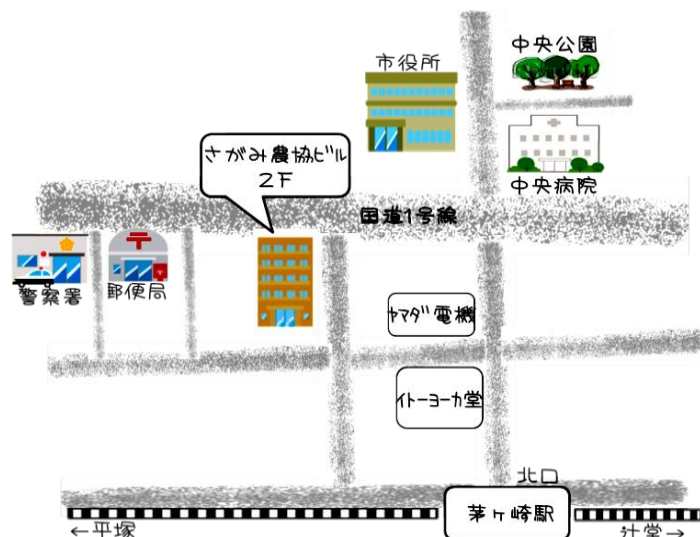 中央公園
市役所
さがみ農協ビル
2F
中央病院
国道1号線
警察署
郵便局
ヤマダ電機
イトーヨーカ堂
北口
茅ヶ崎駅
←平塚
辻堂→